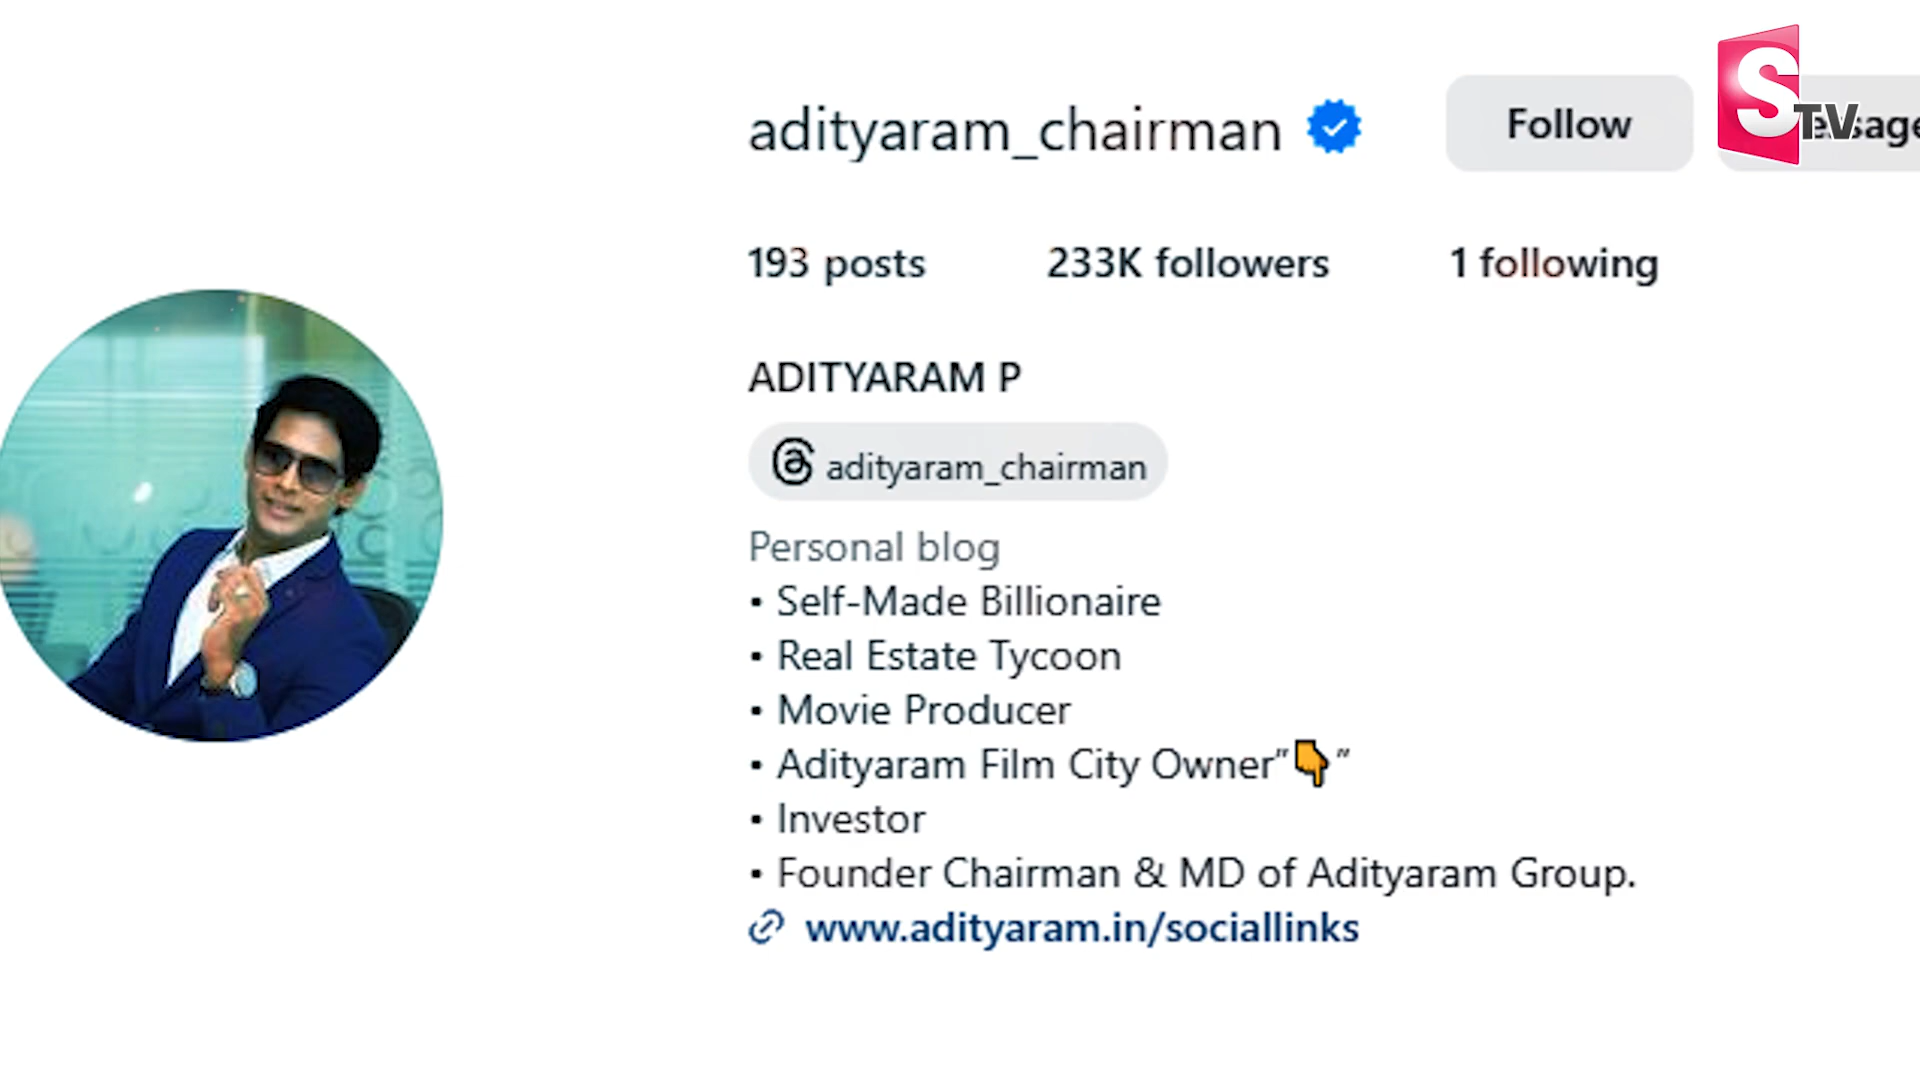 adityaram_chairman
Follow
STV
193 posts
233K followers
1 following
ADITYARAM P
adityaram_chairman
Personal blog
• Self-Made Billionaire
• Real Estate Tycoon
• Movie Producer
• Adityaram Film City Owner”👇”
• Investor
• Founder Chairman & MD of Adityaram Group.
www.adityaram.in/sociallinks